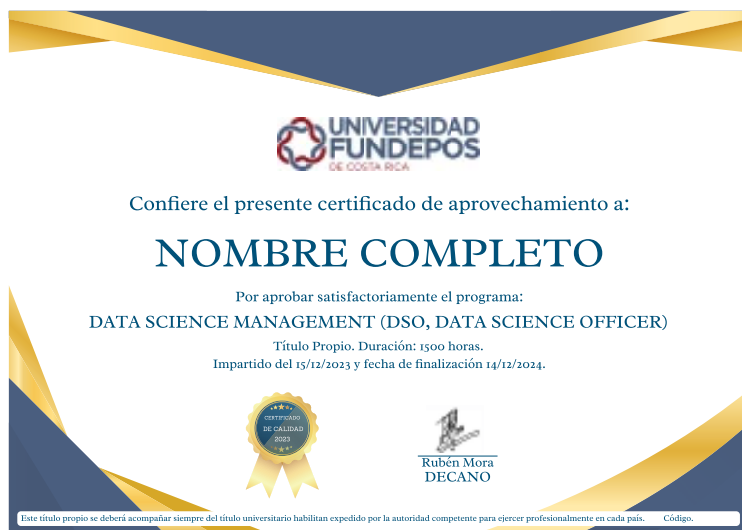 UNIVERSIDAD
FUNDEPOS
DE COSTA RICA
Confiere el presente certificado de aprovechamiento a:
NOMBRE COMPLETO
Por aprobar satisfactoriamente el programa:
DATA SCIENCE MANAGEMENT (DSO, DATA SCIENCE OFFICER)
Título Propio. Duración: 1500 horas.
Impartido del 15/12/2023 y fecha de finalización 14/12/2024.
CERTIFICADO
DE CALIDAD
2023
Rubén Mora
DECANO
Este título propio se deberá acompañar siempre del título universitario habilitan expedido por la autoridad competente para ejercer profesionalmente en cada país. Código.